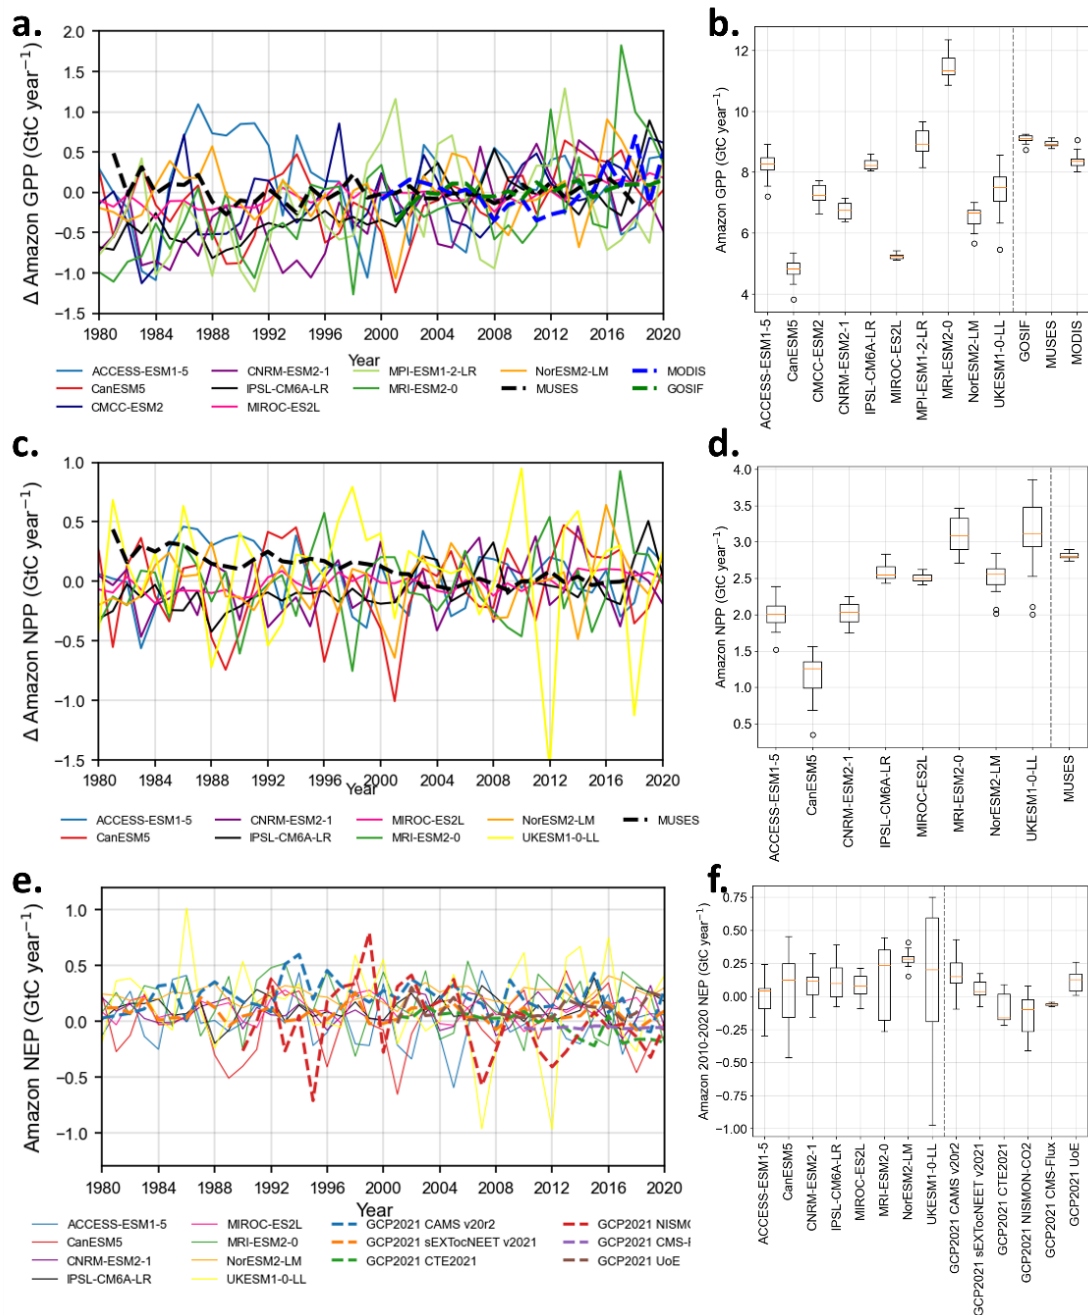 a.
Δ Amazon GPP (GtC year⁻¹)
2.0
1.5
1.0
0.5
0.0
−0.5
−1.0
−1.5
1980 1984 1988 1992 1996 2000 2004 2008 2012 2016 2020
Year
ACCESS-ESM1-5 CNRM-ESM2-1 MPI-ESM1-2-LR NorESM2-LM MODIS
CanESM5 IPSL-CM6A-LR MRI-ESM2-0 MUSES GOSIF
CMCC-ESM2 MIROC-ES2L
b.
Amazon GPP (GtC year⁻¹)
12
10
8
6
4
ACCESS-ESM1-5
CanESM5
CMCC-ESM2
CNRM-ESM2-1
IPSL-CM6A-LR
MIROC-ES2L
MPI-ESM1-2-LR
MRI-ESM2-0
NorESM2-LM
UKESM1-0-LL
GOSIF
MUSES
MODIS
c.
Δ Amazon NPP (GtC year⁻¹)
1.0
0.5
0.0
−0.5
−1.0
−1.5
1980 1984 1988 1992 1996 2000 2004 2008 2012 2016 2020
Year
ACCESS-ESM1-5 CNRM-ESM2-1 MIROC-ES2L NorESM2-LM MUSES
CanESM5 IPSL-CM6A-LR MRI-ESM2-0 UKESM1-0-LL
d.
Amazon NPP (GtC year⁻¹)
4.0
3.5
3.0
2.5
2.0
1.5
1.0
0.5
ACCESS-ESM1-5
CanESM5
CNRM-ESM2-1
IPSL-CM6A-LR
MIROC-ES2L
MRI-ESM2-0
NorESM2-LM
UKESM1-0-LL
MUSES
e.
Amazon NEP (GtC year⁻¹)
1.0
0.5
0.0
−0.5
−1.0
1980 1984 1988 1992 1996 2000 2004 2008 2012 2016 2020
Year
ACCESS-ESM1-5 MIROC-ES2L GCP2021 CAMS v20r2 GCP2021 NISMO
CanESM5 MRI-ESM2-0 GCP2021 sEXTocNEET v2021 GCP2021 CMS-
CNRM-ESM2-1 NorESM2-LM GCP2021 CTE2021 GCP2021 UoE
IPSL-CM6A-LR UKESM1-0-LL
f.
Amazon 2010-2020 NEP (GtC year⁻¹)
0.75
0.50
0.25
0.00
−0.25
−0.50
−0.75
−1.00
ACCESS-ESM1-5
CanESM5
CNRM-ESM2-1
IPSL-CM6A-LR
MIROC-ES2L
MRI-ESM2-0
NorESM2-LM
UKESM1-0-LL
GCP2021 CAMS v20r2
GCP2021 sEXTocNEET v2021
GCP2021 CTE2021
GCP2021 NISMON-CO2
GCP2021 CMS-Flux
GCP2021 UoE